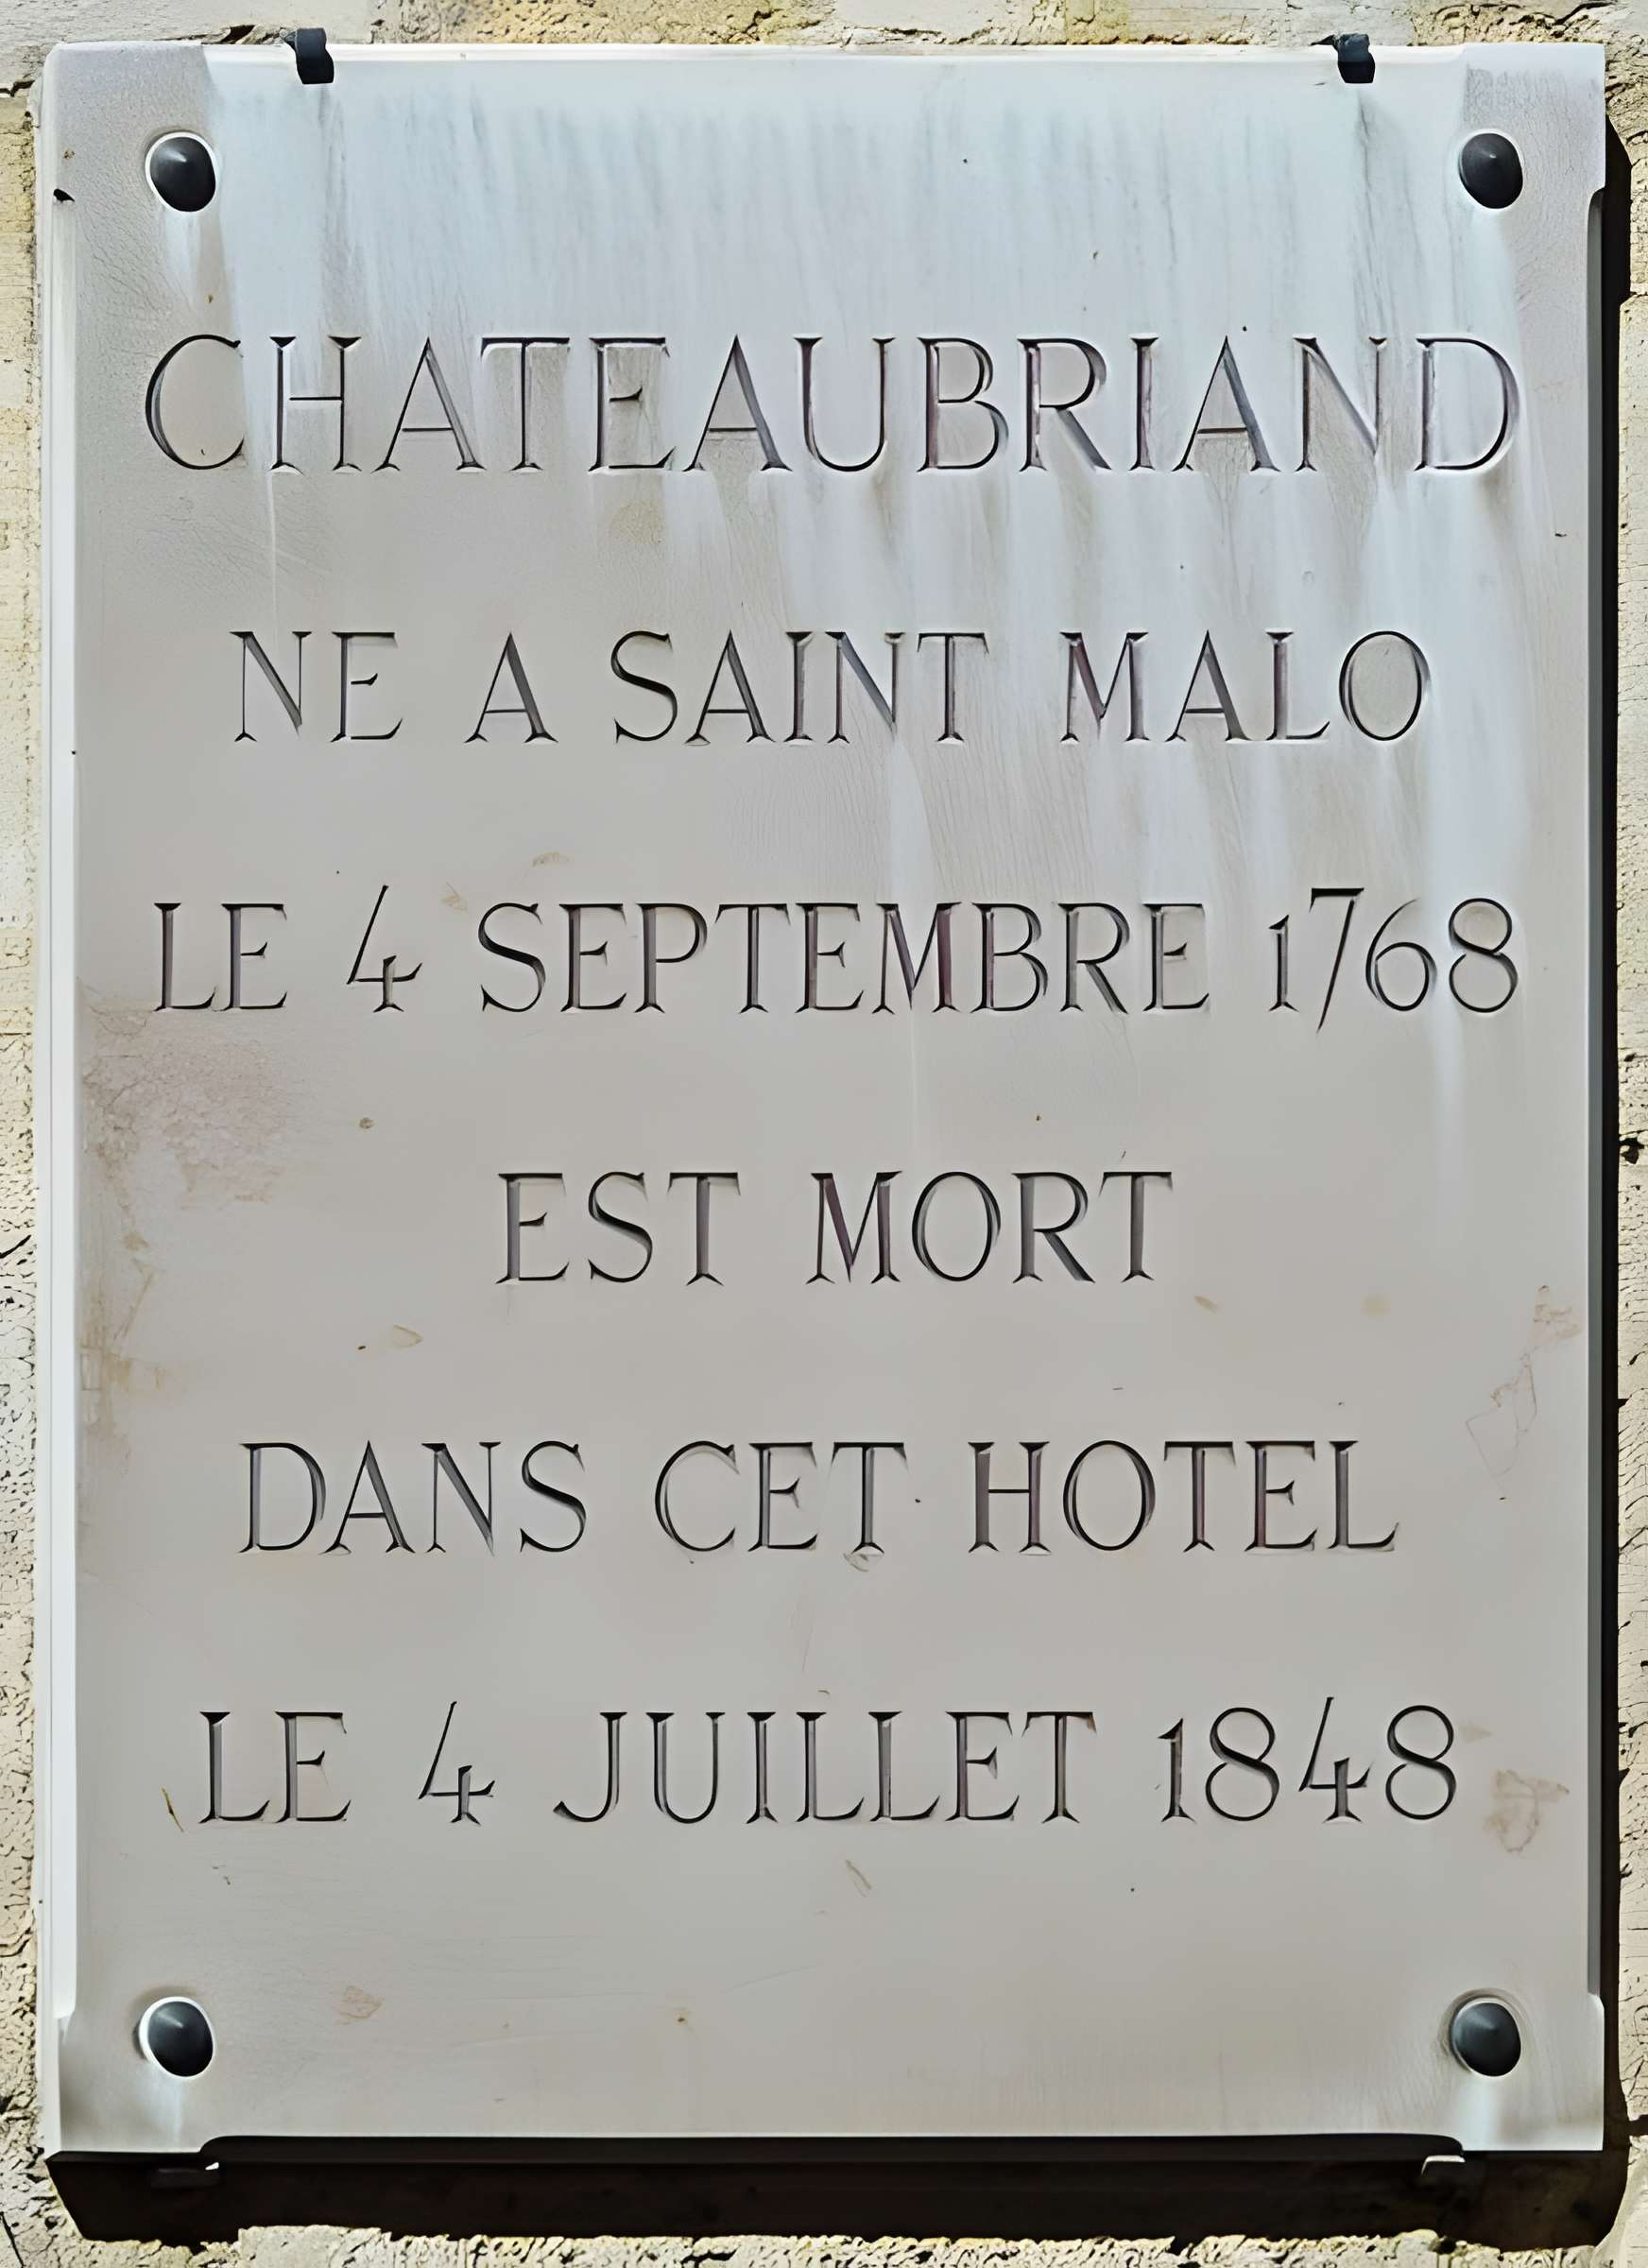 CHATEAUBRIAND
NE A SAINT MALO
LE 4 SEPTEMBRE 1768
EST MORT
DANS CET HOTEL
LE 4 JUILLET 1848